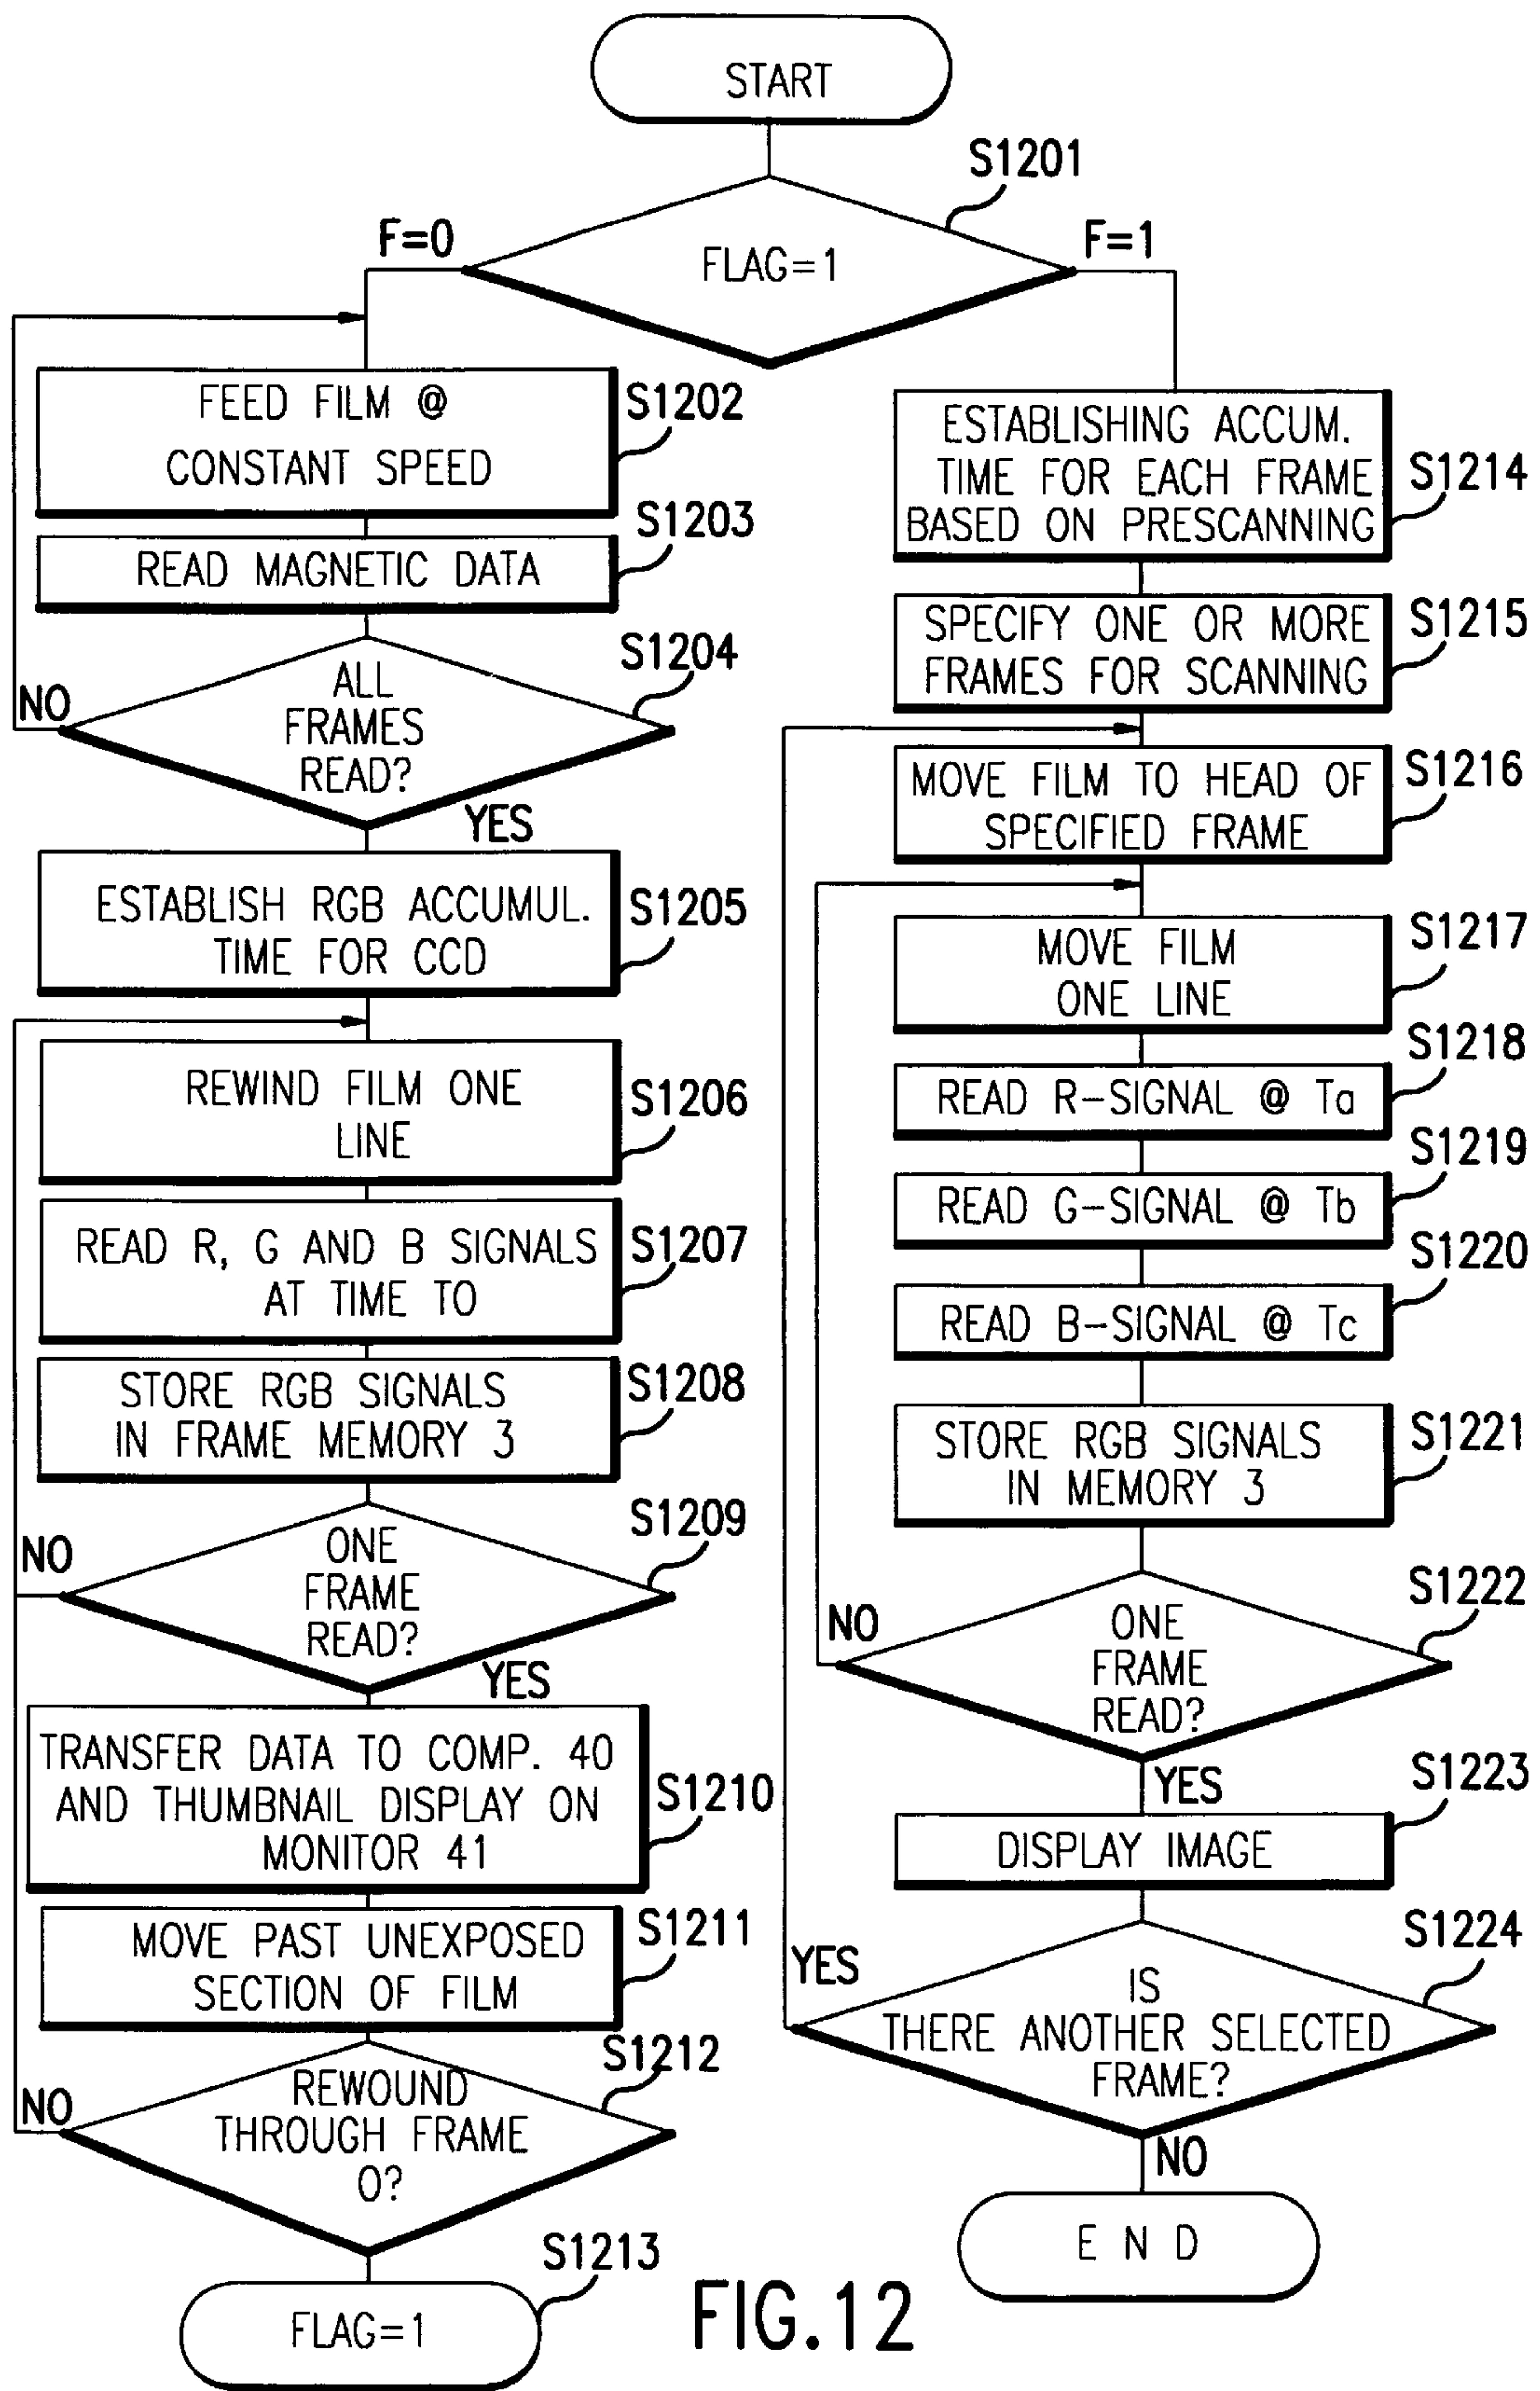 START
S1201
F=0
FLAG=1
F=1
FEED FILM @
CONSTANT SPEED
S1202
READ MAGNETIC DATA
S1203
ALL
FRAMES
READ?
S1204
NO
YES
ESTABLISH RGB ACCUMUL.
TIME FOR CCD
S1205
REWIND FILM ONE
LINE
S1206
READ R, G AND B SIGNALS
AT TIME TO
S1207
STORE RGB SIGNALS
IN FRAME MEMORY 3
S1208
ONE
FRAME
READ?
S1209
NO
YES
TRANSFER DATA TO COMP. 40
AND THUMBNAIL DISPLAY ON
MONITOR 41
S1210
MOVE PAST UNEXPOSED
SECTION OF FILM
S1211
REWOUND
THROUGH FRAME
0?
S1212
NO
FLAG=1
S1213
ESTABLISHING ACCUM.
TIME FOR EACH FRAME
BASED ON PRESCANNING
S1214
SPECIFY ONE OR MORE
FRAMES FOR SCANNING
S1215
MOVE FILM TO HEAD OF
SPECIFIED FRAME
S1216
MOVE FILM
ONE LINE
S1217
READ R-SIGNAL @ Ta
S1218
READ G-SIGNAL @ Tb
S1219
READ B-SIGNAL @ Tc
S1220
STORE RGB SIGNALS
IN MEMORY 3
S1221
ONE
FRAME
READ?
S1222
NO
YES
DISPLAY IMAGE
S1223
IS
THERE ANOTHER SELECTED
FRAME?
S1224
YES
NO
END
FIG.12